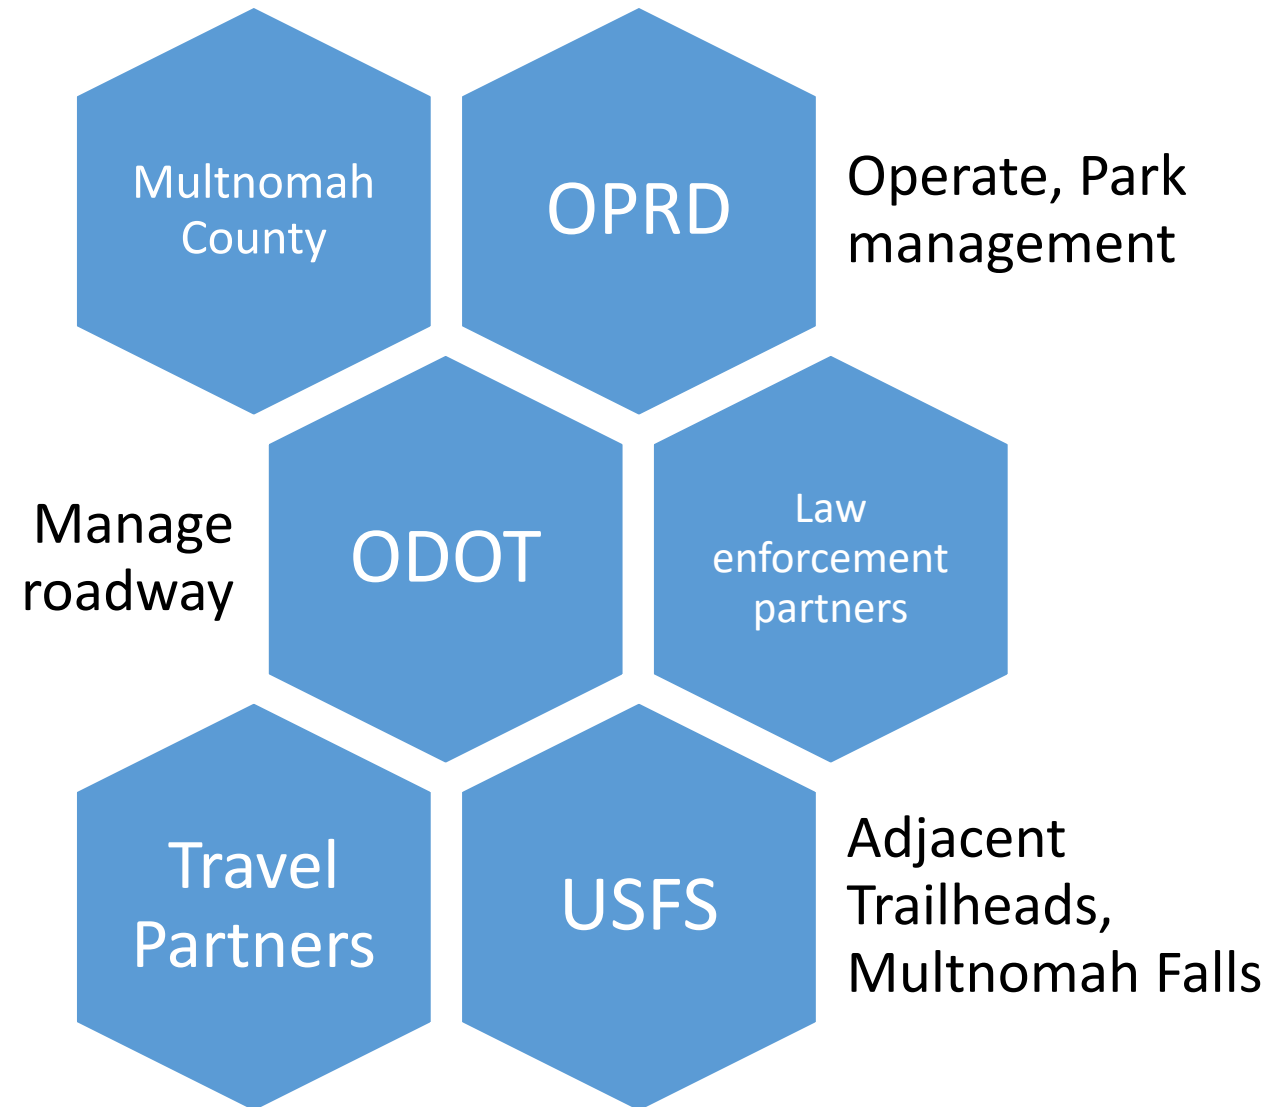 Multnomah
County
OPRD
Operate, Park
management
Manage
roadway
ODOT
Law
enforcement
partners
Travel
Partners
USFS
Adjacent
Trailheads,
Multnomah Falls